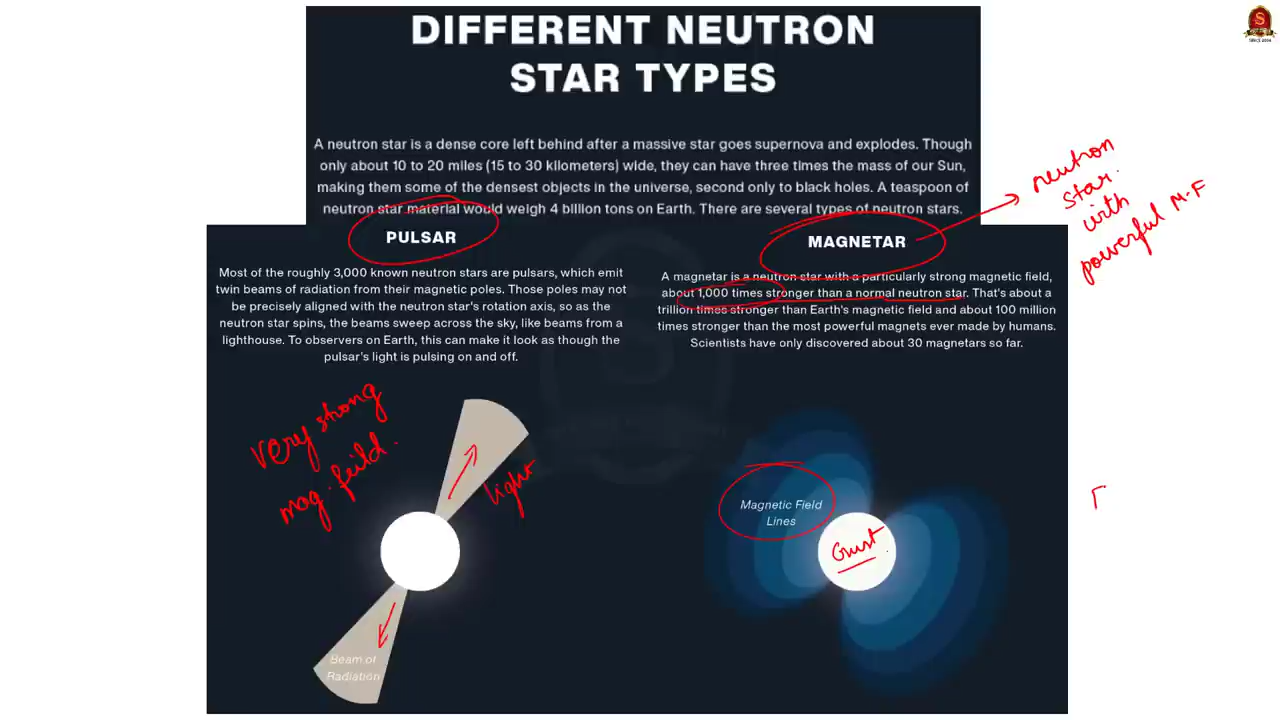 DIFFERENT NEUTRON
STAR TYPES
A neutron star is a dense core left behind after a massive star goes supernova and explodes. Though
only about 10 to 20 miles (15 to 30 kilometers) wide, they can have three times the mass of our Sun,
making them some of the densest objects in the universe, second only to black holes. A teaspoon of
neutron star material would weigh 4 billion tons on Earth. There are several types of neutron stars.
PULSAR
Most of the roughly 3,000 known neutron stars are pulsars, which emit
twin beams of radiation from their magnetic poles. Those poles may not
be precisely aligned with the neutron star's rotation axis, so as the
neutron star spins, the beams sweep across the sky, like beams from a
lighthouse. To observers on Earth, this can make it look as though the
pulsar's light is pulsing on and off.
very strong
mag. feild.
light
Beam of
Radiation
MAGNETAR
A magnetar is a neutron star with a particularly strong magnetic field,
about 1,000 times stronger than a normal neutron star. That's about a
trillion times stronger than Earth's magnetic field and about 100 million
times stronger than the most powerful magnets ever made by humans.
Scientists have only discovered about 30 magnetars so far.
neutron
star.
with
powerful M.F
Magnetic Field
Lines
Crust
S
SINCE 2004